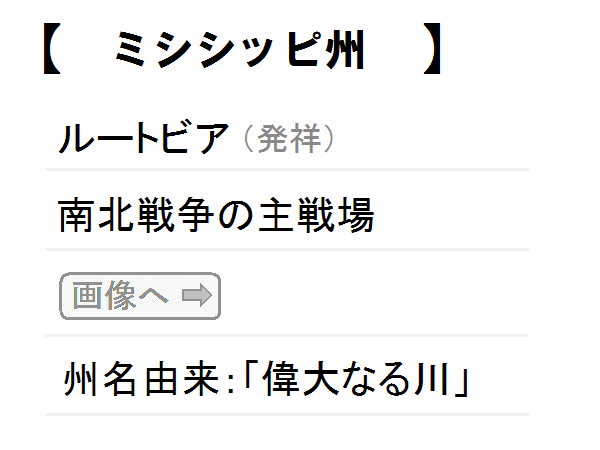 【 ミシシッピ州 】
ルートビア（発祥）
南北戦争の主戦場
画像へ ⇨
州名由来：「偉大なる川」